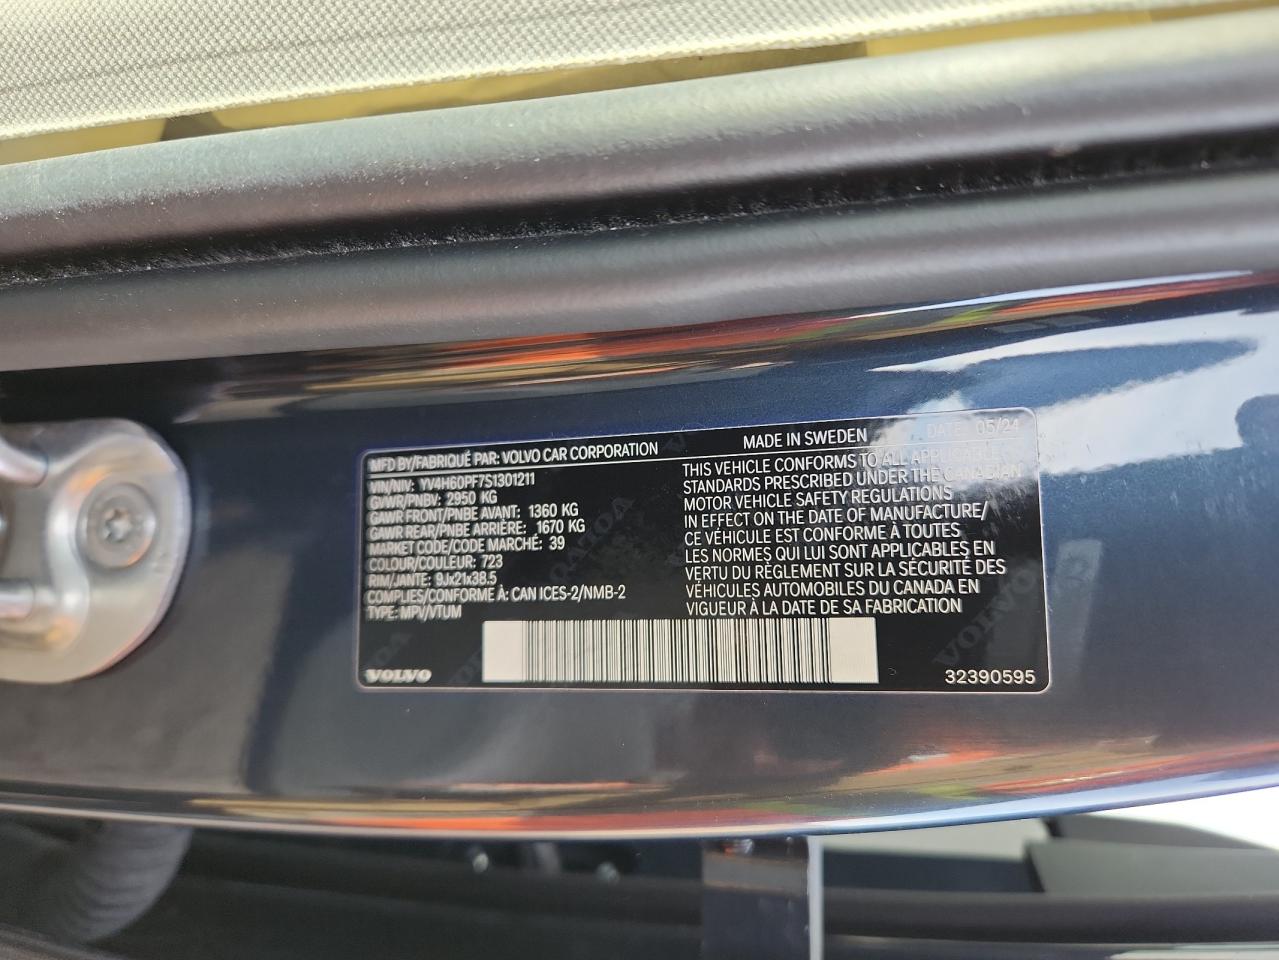 MFD BY/FABRIQUÉ PAR: VOLVO CAR CORPORATION
VIN/NIV: YV4H60PF7S1301211
GVWR/PNBV: 2950 KG
GAWR FRONT/PNBE AVANT: 1360 KG
GAWR REAR/PNBE ARRIÈRE: 1670 KG
MARKET CODE/CODE MARCHÉ: 39
COLOUR/COULEUR: 723
RIM/JANTE: 9Jx21x38.5
COMPLIES/CONFORME À: CAN ICES-2/NMB-2
TYPE: MPV/VTUM
MADE IN SWEDEN DATE: 05/24
THIS VEHICLE CONFORMS TO ALL APPLICABLE
STANDARDS PRESCRIBED UNDER THE CANADIAN
MOTOR VEHICLE SAFETY REGULATIONS
IN EFFECT ON THE DATE OF MANUFACTURE/
CE VÉHICULE EST CONFORME À TOUTES
LES NORMES QUI LUI SONT APPLICABLES EN
VERTU DU RÈGLEMENT SUR LA SÉCURITÉ DES
VÉHICULES AUTOMOBILES DU CANADA EN
VIGUEUR À LA DATE DE SA FABRICATION
VOLVO
32390595